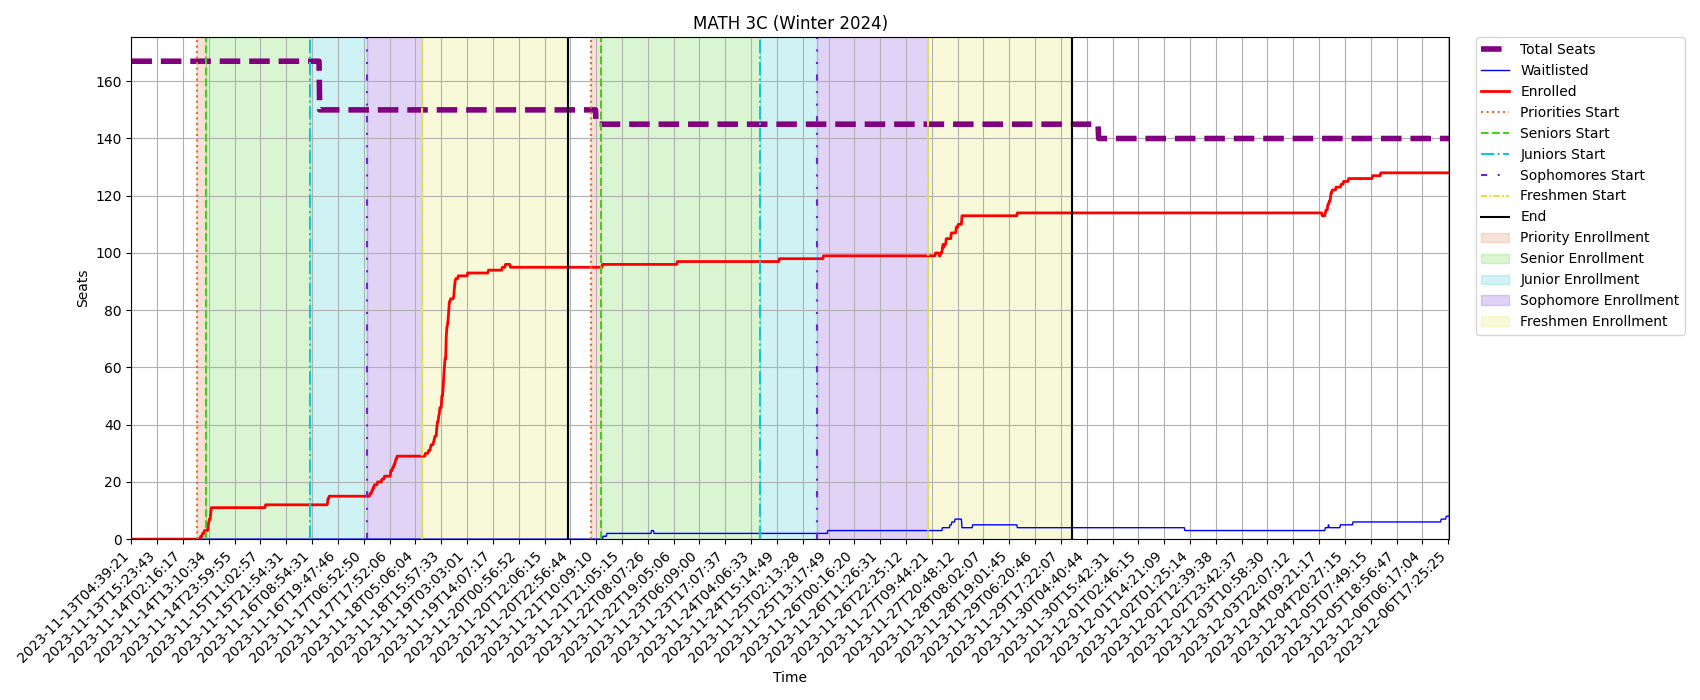 MATH 3C (Winter 2024)
Seats
160
140
120
100
80
60
40
20
0
2023-11-13T04:39:21
2023-11-13T15:23:43
2023-11-14T02:16:17
2023-11-14T13:10:34
2023-11-14T23:59:55
2023-11-15T11:02:57
2023-11-15T21:54:31
2023-11-16T08:54:31
2023-11-16T19:47:46
2023-11-17T06:52:50
2023-11-17T17:52:06
2023-11-18T05:06:04
2023-11-18T15:57:33
2023-11-19T03:03:01
2023-11-19T14:07:17
2023-11-20T00:56:52
2023-11-20T12:06:15
2023-11-20T22:56:44
2023-11-21T10:09:10
2023-11-21T21:05:15
2023-11-22T08:07:26
2023-11-22T19:05:06
2023-11-23T06:09:00
2023-11-23T17:07:37
2023-11-24T04:06:33
2023-11-24T15:14:49
2023-11-25T02:13:28
2023-11-25T13:17:49
2023-11-26T00:16:20
2023-11-26T11:26:31
2023-11-26T22:25:12
2023-11-27T09:44:21
2023-11-27T20:48:12
2023-11-28T08:02:07
2023-11-28T19:01:45
2023-11-29T06:20:46
2023-11-29T17:22:07
2023-11-30T04:40:44
2023-11-30T15:42:31
2023-12-01T02:46:15
2023-12-01T14:21:09
2023-12-02T01:25:14
2023-12-02T12:39:38
2023-12-02T23:42:37
2023-12-03T10:58:30
2023-12-03T22:07:12
2023-12-04T09:21:17
2023-12-04T20:27:15
2023-12-05T07:49:15
2023-12-05T18:56:47
2023-12-06T06:17:04
2023-12-06T17:25:25
Time
Total Seats
Waitlisted
Enrolled
Priorities Start
Seniors Start
Juniors Start
Sophomores Start
Freshmen Start
End
Priority Enrollment
Senior Enrollment
Junior Enrollment
Sophomore Enrollment
Freshmen Enrollment